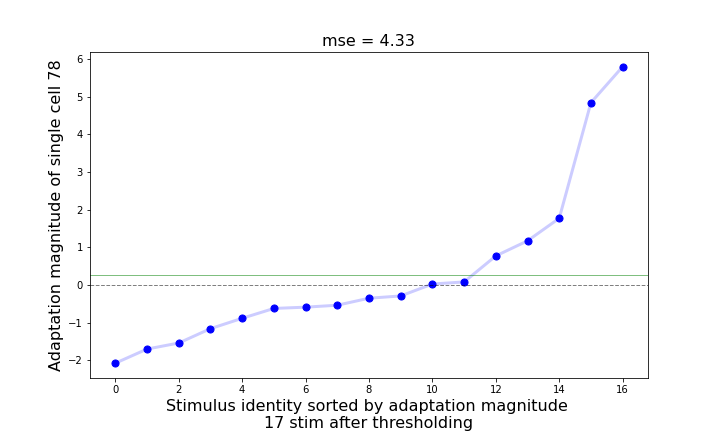 mse = 4.33
Adaptation magnitude of single cell 78
6
5
4
3
2
1
0
−1
−2
0 2 4 6 8 10 12 14 16
Stimulus identity sorted by adaptation magnitude
17 stim after thresholding